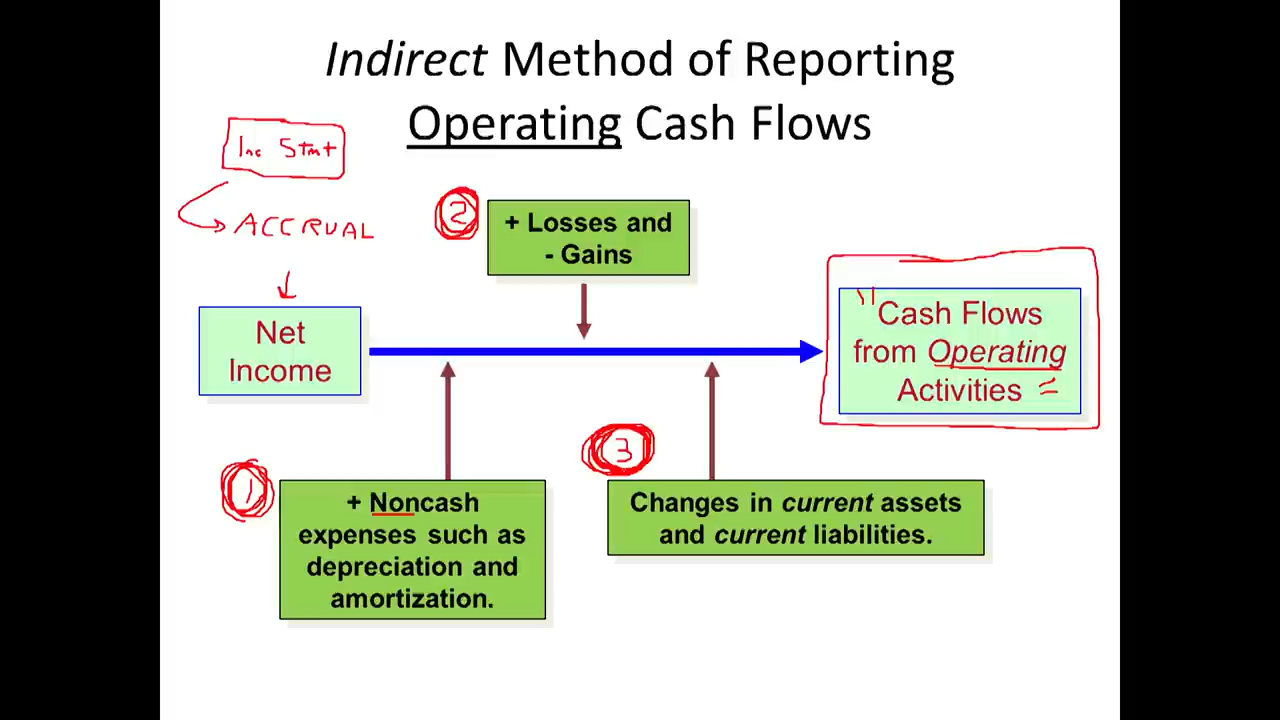 Indirect Method of Reporting
Operating Cash Flows
Inc Stmt
ACCRUAL
2
+ Losses and
- Gains
Net
Income
"Cash Flows
from Operating
Activities"
1
+ Noncash
expenses such as
depreciation and
amortization.
3
Changes in current assets
and current liabilities.